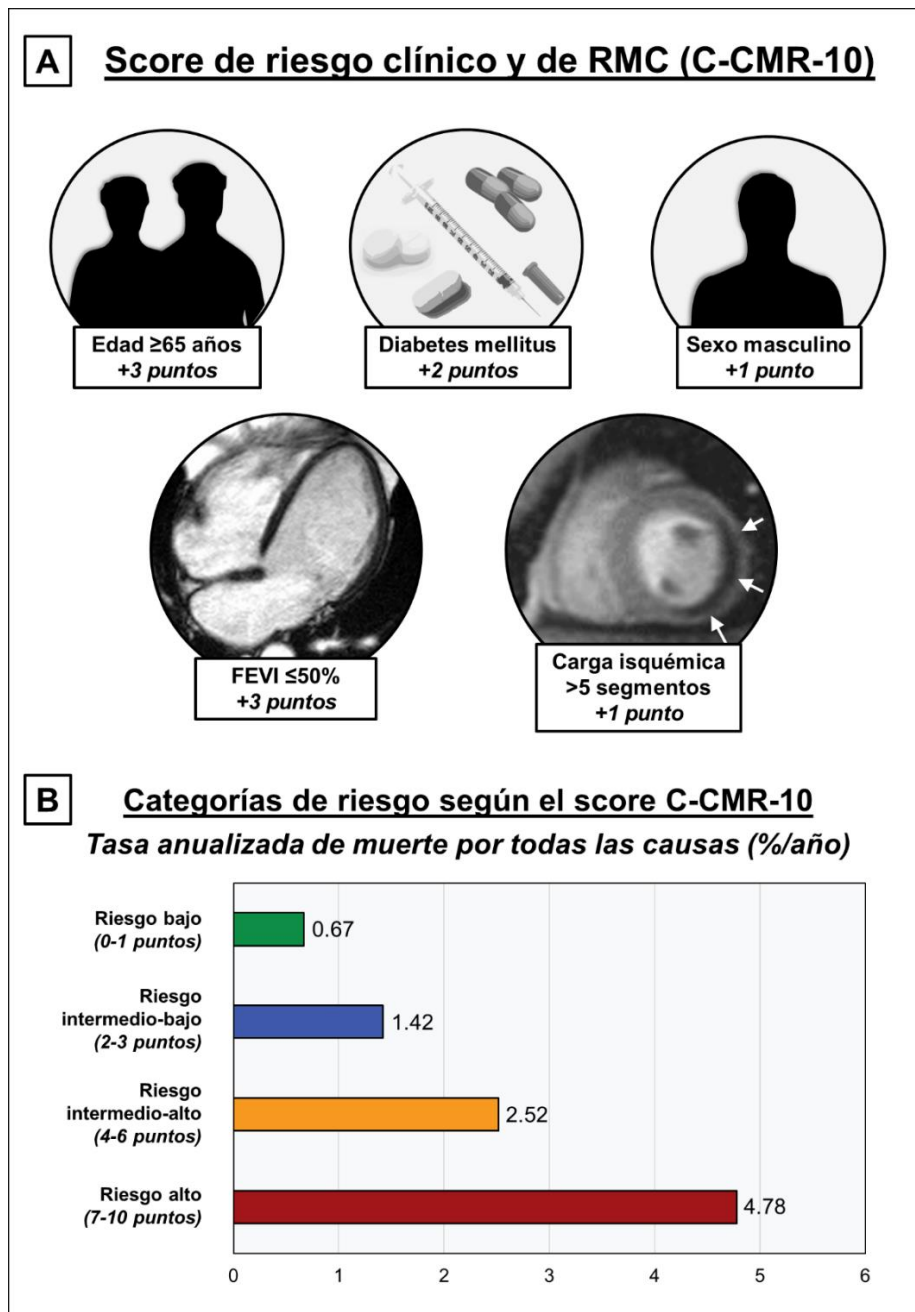 A
Score de riesgo clínico y de RMC (C-CMR-10)
Edad ≥65 años
+3 puntos
Diabetes mellitus
+2 puntos
Sexo masculino
+1 punto
FEVI ≤50%
+3 puntos
Carga isquémica
>5 segmentos
+1 punto
B
Categorías de riesgo según el score C-CMR-10
Tasa anualizada de muerte por todas las causas (%/año)
Riesgo bajo
(0-1 puntos)
0.67
Riesgo
intermedio-bajo
(2-3 puntos)
1.42
Riesgo
intermedio-alto
(4-6 puntos)
2.52
Riesgo alto
(7-10 puntos)
4.78
0 1 2 3 4 5 6